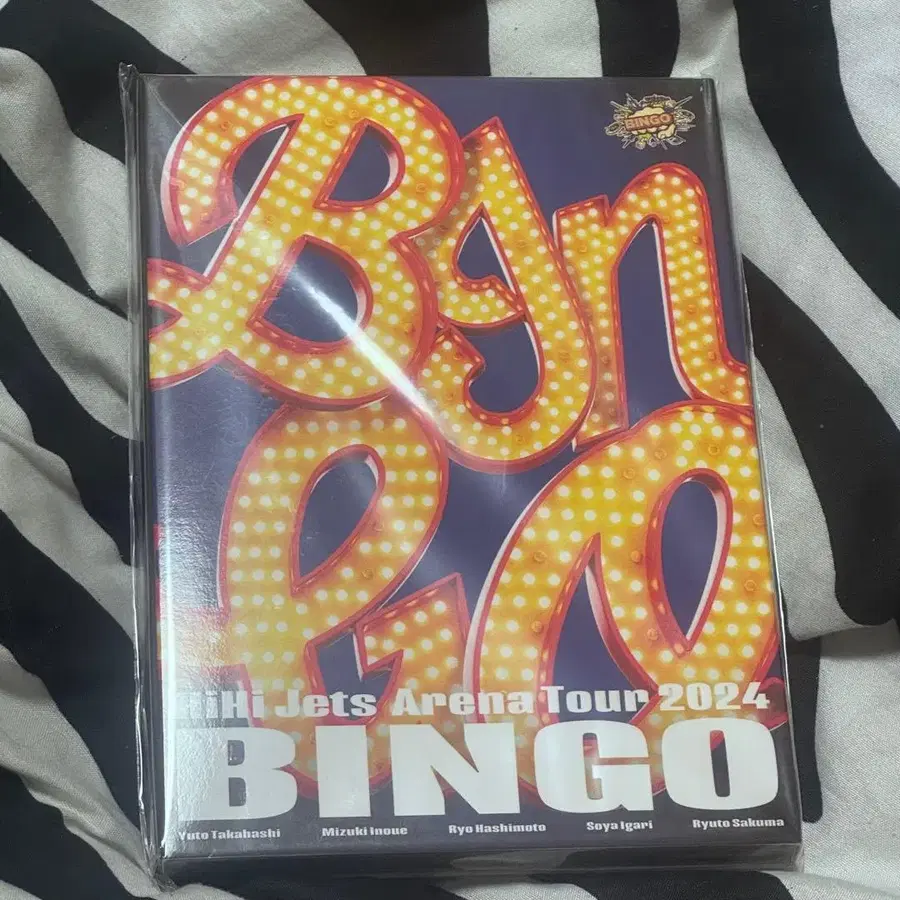 BINGO
BINGO
HiHi Jets Arena Tour 2024
BINGO
Yuto Takahashi Mizuki Inoue Ryo Hashimoto Soya Igari Ryuto Sakuma